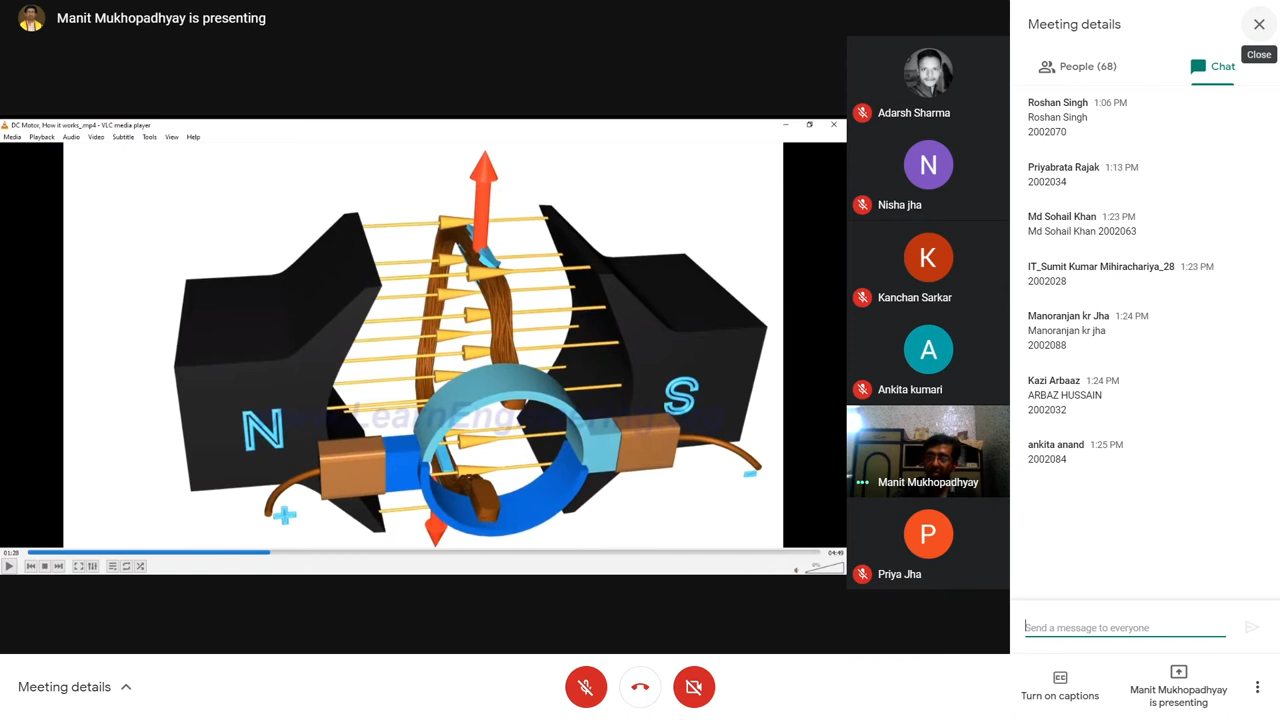 Manit Mukhopadhyay is presenting
DC Motor, How it works_.mp4 - VLC media player
Media Playback Audio Video Subtitle Tools View Help
N
S
01:28
04:49
0%
Adarsh Sharma
N
Nisha jha
K
Kanchan Sarkar
A
Ankita kumari
Manit Mukhopadhyay
P
Priya Jha
Meeting details
Close
People (68)
Chat
Roshan Singh 1:06 PM
Roshan Singh
2002070
Priyabrata Rajak 1:13 PM
2002034
Md Sohail Khan 1:23 PM
Md Sohail Khan 2002063
IT_Sumit Kumar Mihirachariya_28 1:23 PM
2002028
Manoranjan kr Jha 1:24 PM
Manoranjan kr jha
2002088
Kazi Arbaaz 1:24 PM
ARBAZ HUSSAIN
2002032
ankita anand 1:25 PM
2002084
Send a message to everyone
Meeting details
Turn on captions
Manit Mukhopadhyay
is presenting